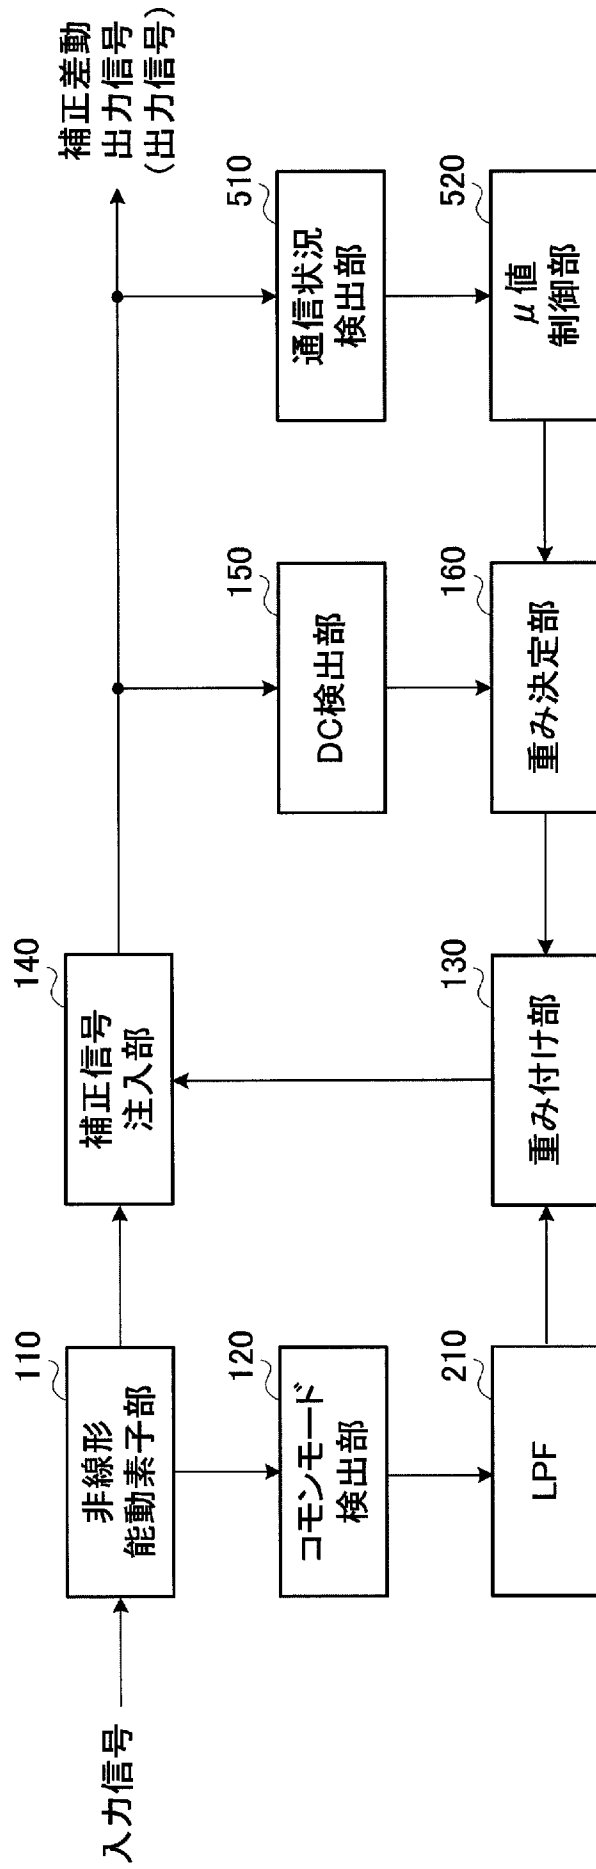 入力信号
110
非線形
能動素子部
140
補正信号
注入部
補正差動
出力信号
(出力信号)
120
コモンモード
検出部
150
DC検出部
510
通信状況
検出部
210
LPF
130
重み付け部
160
重み決定部
520
μ値
制御部